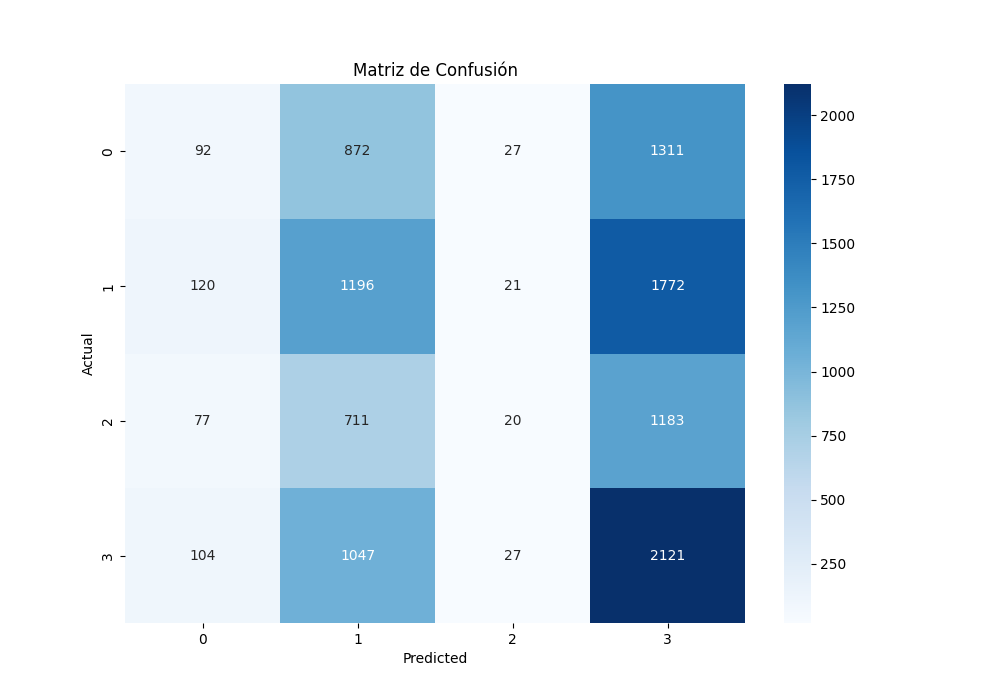 Matriz de Confusión
0 92 872 27 1311
1 120 1196 21 1772
2 77 711 20 1183
3 104 1047 27 2121
0 1 2 3
Predicted
Actual
2000
1750
1500
1250
1000
750
500
250